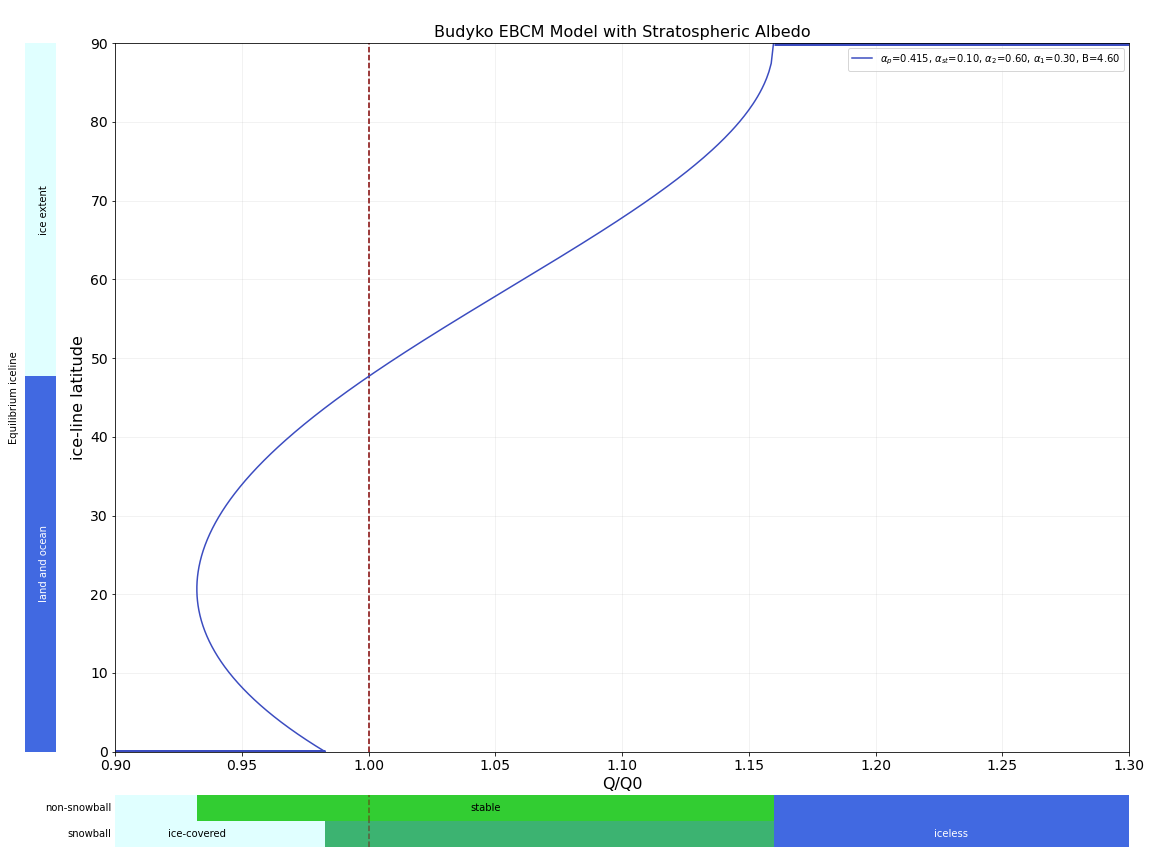 Budyko EBCM Model with Stratospheric Albedo
αp=0.415, αst=0.10, α2=0.60, α1=0.30, B=4.60
90
80
70
60
50
40
30
20
10
0
ice-line latitude
Equilibrium iceline
ice extent
land and ocean
0.90 0.95 1.00 1.05 1.10 1.15 1.20 1.25 1.30
Q/Q0
non-snowball
stable
snowball
ice-covered
iceless